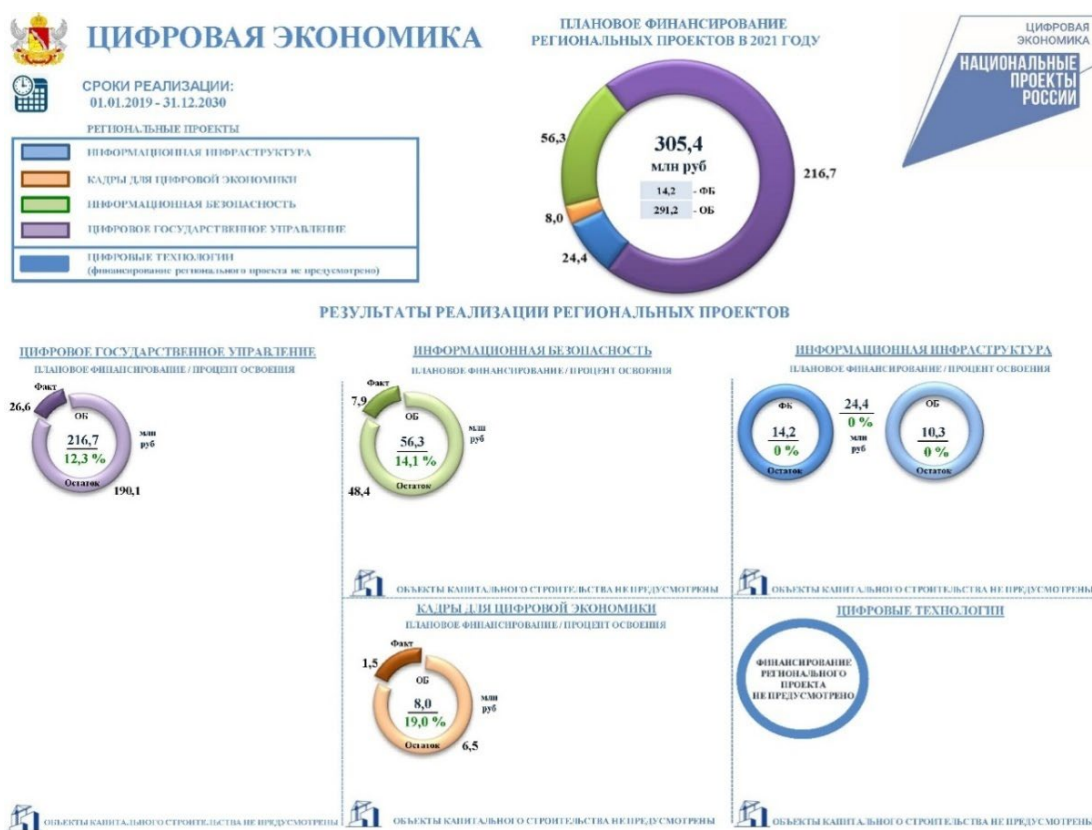 ЦИФРОВАЯ ЭКОНОМИКА
СРОКИ РЕАЛИЗАЦИИ:
01.01.2019 - 31.12.2030
РЕГИОНАЛЬНЫЕ ПРОЕКТЫ
ИНФОРМАЦИОННАЯ ИНФРАСТРУКТУРА
КАДРЫ ДЛЯ ЦИФРОВОЙ ЭКОНОМИКИ
ИНФОРМАЦИОННАЯ БЕЗОПАСНОСТЬ
ЦИФРОВОЕ ГОСУДАРСТВЕННОЕ УПРАВЛЕНИЕ
ЦИФРОВЫЕ ТЕХНОЛОГИИ
(финансирование регионального проекта не предусмотрено)
ПЛАНОВОЕ ФИНАНСИРОВАНИЕ
РЕГИОНАЛЬНЫХ ПРОЕКТОВ В 2021 ГОДУ
56,3
305,4
млн руб
14,2 - ФБ
291,2 - ОБ
216,7
8,0
24,4
ЦИФРОВАЯ
ЭКОНОМИКА
НАЦИОНАЛЬНЫЕ
ПРОЕКТЫ
РОССИИ
РЕЗУЛЬТАТЫ РЕАЛИЗАЦИИ РЕГИОНАЛЬНЫХ ПРОЕКТОВ
ЦИФРОВОЕ ГОСУДАРСТВЕННОЕ УПРАВЛЕНИЕ
ПЛАНОВОЕ ФИНАНСИРОВАНИЕ / ПРОЦЕНТ ОСВОЕНИЯ
Факт
26,6
ОБ
216,7
12,3 %
млн
руб
Остаток
190,1
ОБЪЕКТЫ КАПИТАЛЬНОГО СТРОИТЕЛЬСТВА НЕ ПРЕДУСМОТРЕНЫ
ИНФОРМАЦИОННАЯ БЕЗОПАСНОСТЬ
ПЛАНОВОЕ ФИНАНСИРОВАНИЕ / ПРОЦЕНТ ОСВОЕНИЯ
Факт
7,9
ОБ
56,3
14,1 %
млн
руб
Остаток
48,4
ОБЪЕКТЫ КАПИТАЛЬНОГО СТРОИТЕЛЬСТВА НЕ ПРЕДУСМОТРЕНЫ
КАДРЫ ДЛЯ ЦИФРОВОЙ ЭКОНОМИКИ
ПЛАНОВОЕ ФИНАНСИРОВАНИЕ / ПРОЦЕНТ ОСВОЕНИЯ
Факт
1,5
ОБ
8,0
19,0 %
млн
руб
Остаток
6,5
ОБЪЕКТЫ КАПИТАЛЬНОГО СТРОИТЕЛЬСТВА НЕ ПРЕДУСМОТРЕНЫ
ИНФОРМАЦИОННАЯ ИНФРАСТРУКТУРА
ПЛАНОВОЕ ФИНАНСИРОВАНИЕ / ПРОЦЕНТ ОСВОЕНИЯ
ФБ
14,2
0 %
Остаток
24,4
0 %
млн
руб
ОБ
10,3
0 %
Остаток
ОБЪЕКТЫ КАПИТАЛЬНОГО СТРОИТЕЛЬСТВА НЕ ПРЕДУСМОТРЕНЫ
ЦИФРОВЫЕ ТЕХНОЛОГИИ
ФИНАНСИРОВАНИЕ
РЕГИОНАЛЬНОГО
ПРОЕКТА
НЕ ПРЕДУСМОТРЕНО
ОБЪЕКТЫ КАПИТАЛЬНОГО СТРОИТЕЛЬСТВА НЕ ПРЕДУСМОТРЕНЫ